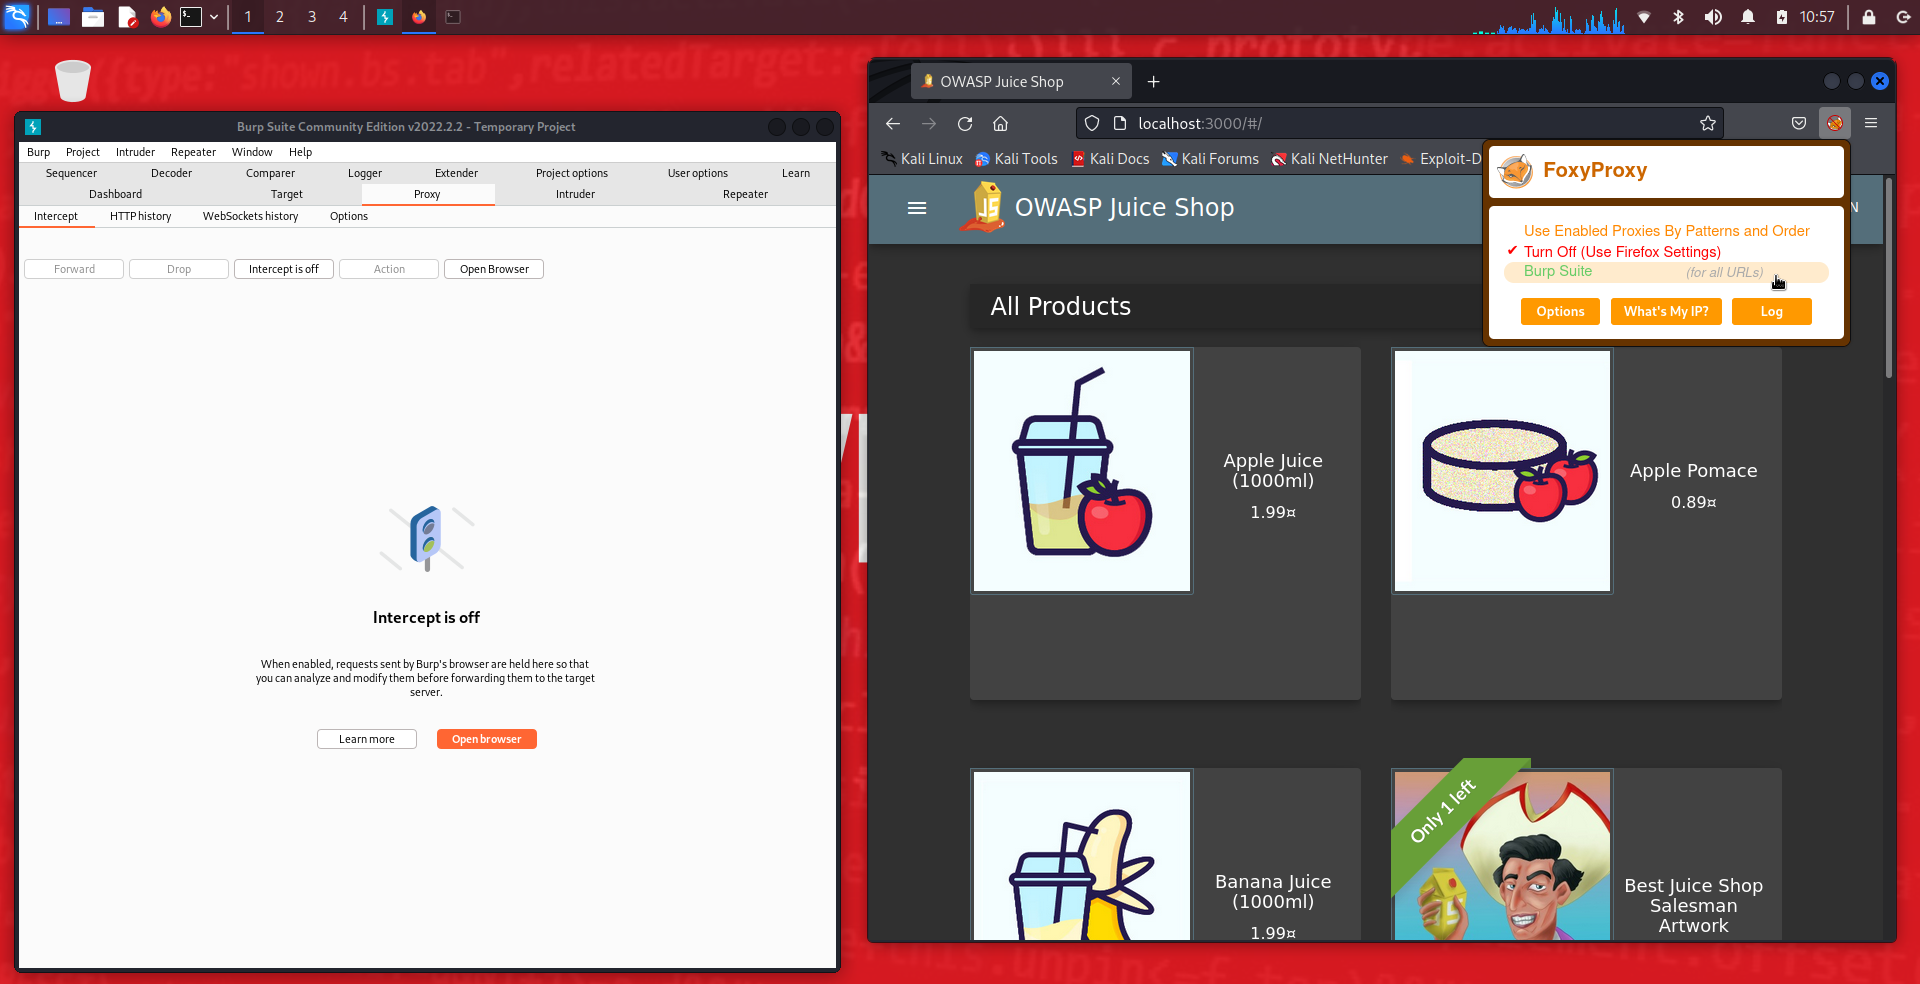 1 2 3 4
10:57
Burp Suite Community Edition v2022.2.2 - Temporary Project
Burp Project Intruder Repeater Window Help
Sequencer Decoder Comparer Logger Extender Project options User options Learn
Dashboard Target Proxy Intruder Repeater
Intercept HTTP history WebSockets history Options
Forward Drop Intercept is off Action Open Browser
Intercept is off
When enabled, requests sent by Burp's browser are held here so that
you can analyze and modify them before forwarding them to the target
server.
Learn more Open browser
OWASP Juice Shop
localhost:3000/#/
Kali Linux Kali Tools Kali Docs Kali Forums Kali NetHunter Exploit-D
OWASP Juice Shop
N
FoxyProxy
Use Enabled Proxies By Patterns and Order
✔ Turn Off (Use Firefox Settings)
Burp Suite (for all URLs)
Options What's My IP? Log
All Products
Apple Juice
(1000ml)
1.99¤
Apple Pomace
0.89¤
Banana Juice
(1000ml)
1.99¤
Only 1 left
Best Juice Shop
Salesman
Artwork